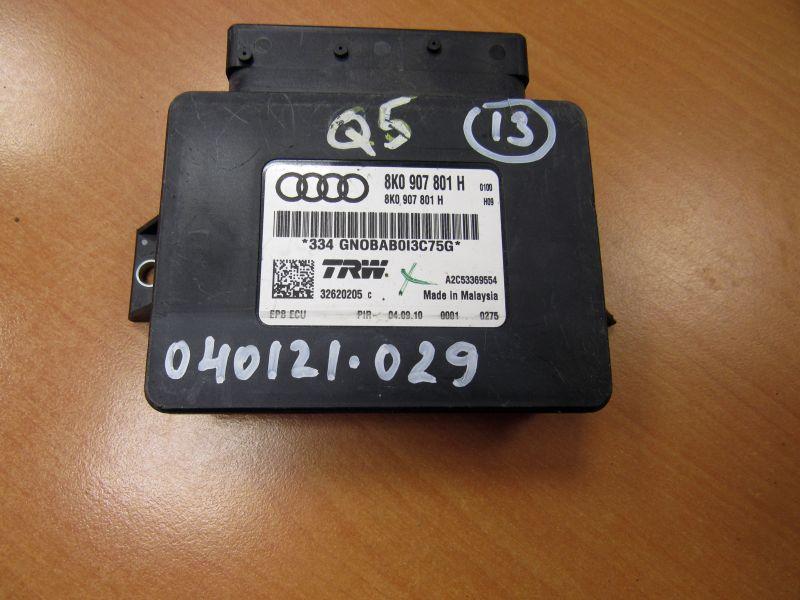 Q5 13
8K0 907 801 H 0100
8K0 907 801 H H09
*334 GNOBAB0I3C75G*
TRW. A2C53369554
32620205 C Made in Malaysia
EPB ECU PIR- 04.09.10 0001 0275
040121.029